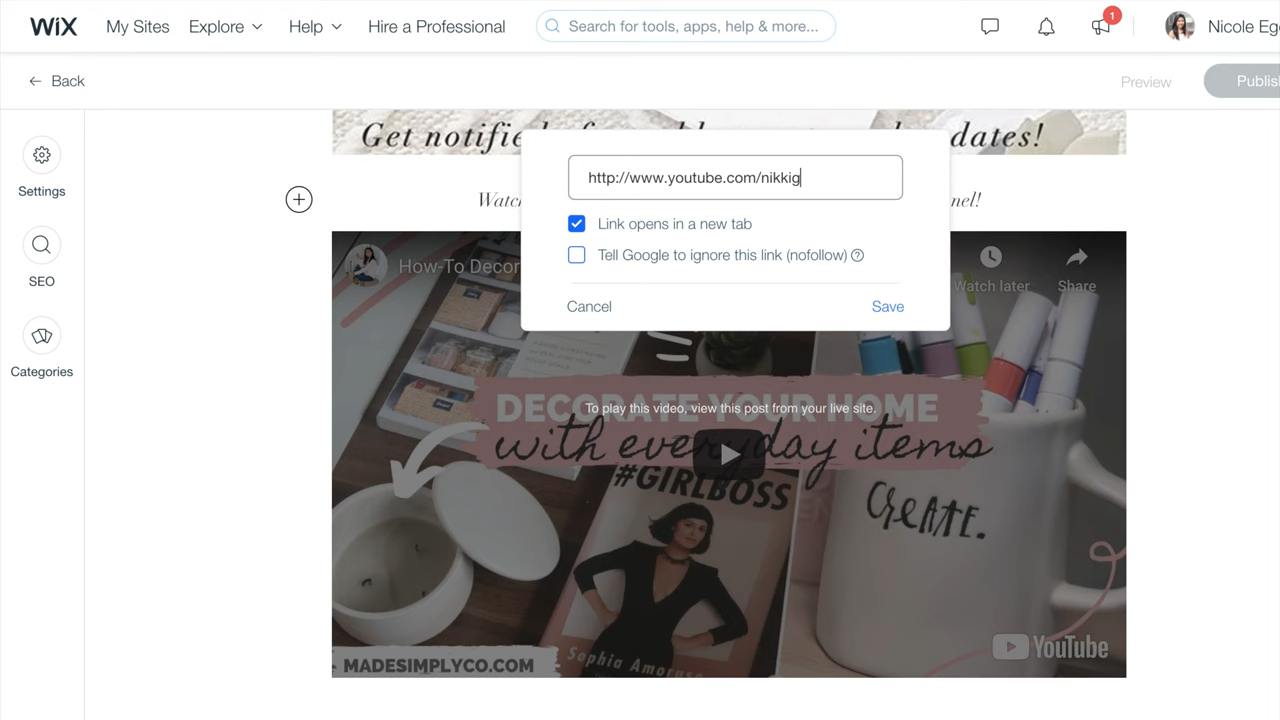 WiX My Sites Explore Help Hire a Professional Search for tools, apps, help & more... 1 Nicole
Back Preview Publis
Get notifie dates!
http://www.youtube.com/nikkig
Watc nel!
Link opens in a new tab
Tell Google to ignore this link (nofollow) ?
Cancel Save
Settings
SEO
Categories
How-To Decor Watch later Share
DECORATE YOUR HOME
To play this video, view this post from your live site.
with everyday items
#GIRLBOSS
CREATE.
Sophia Amoruso
YouTube
MADESIMPLYCO.COM